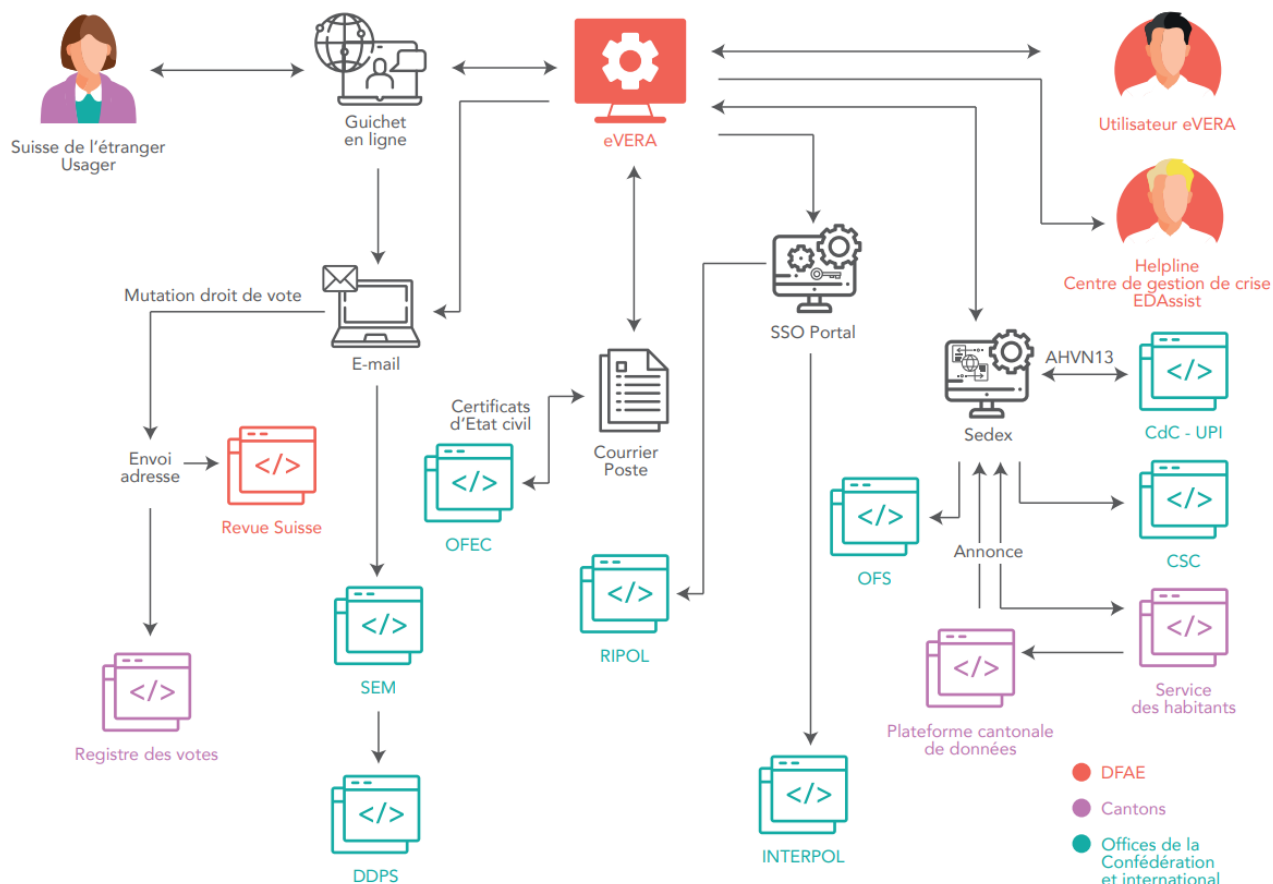 Suisse de l'étranger
Usager
Guichet
en ligne
eVERA
Utilisateur eVERA
Helpline
Centre de gestion de crise
EDAssist
Mutation droit de vote
E-mail
SSO Portal
AHVN13
Sedex
CdC - UPI
Certificats
d'Etat civil
Courrier
Poste
Envoi
adresse
</>
Revue Suisse
</>
OFEC
</>
RIPOL
</>
OFS
Annonce
</>
</>
CSC
</>
SEM
</>
Registre des votes
</>
Plateforme cantonale
de données
</>
Service
des habitants
</>
DDPS
</>
INTERPOL
DFAE
Cantons
Offices de la
Confédération
et international